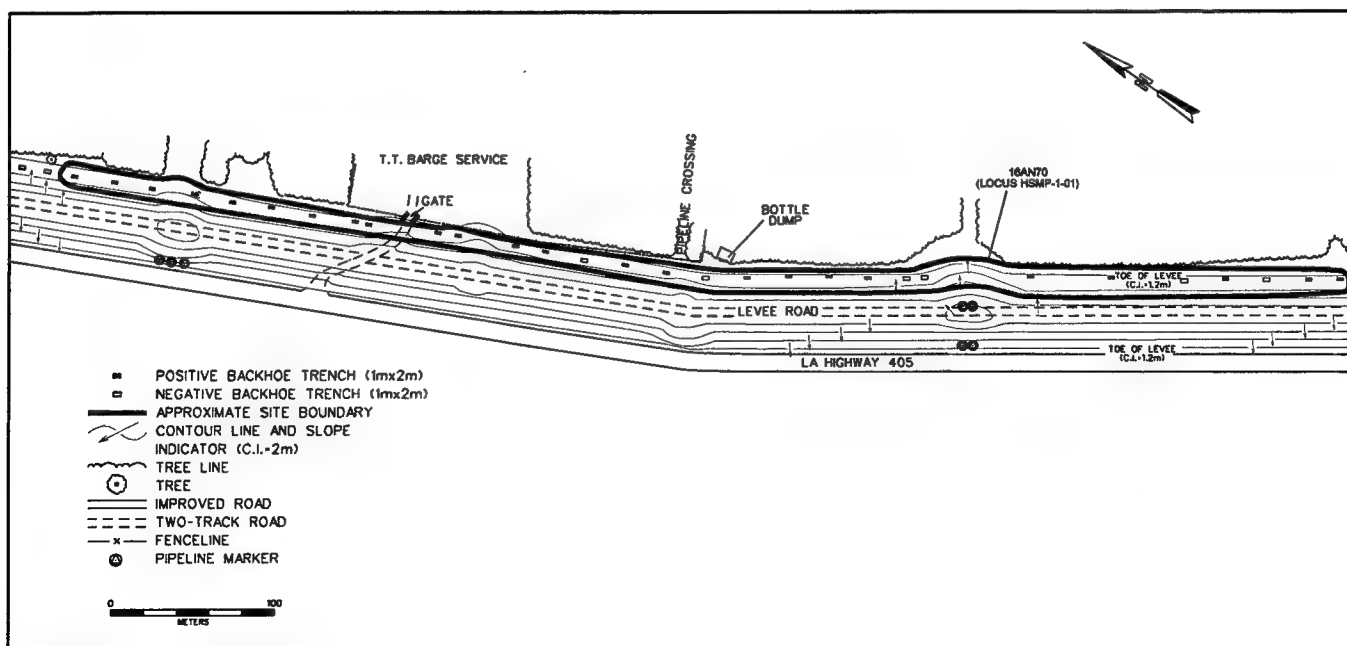 N
T.T. BARGE SERVICE
GATE
PIPELINE CROSSING
BOTTLE
DUMP
16AN70
(LOCUS HSMP-1-01)
TOE OF LEVEE
(C.I.=1.2m)
LEVEE ROAD
TOE OF LEVEE
(C.I.=1.2m)
LA HIGHWAY 405
POSITIVE BACKHOE TRENCH (1mx2m)
NEGATIVE BACKHOE TRENCH (1mx2m)
APPROXIMATE SITE BOUNDARY
CONTOUR LINE AND SLOPE
INDICATOR (C.I.=2m)
TREE LINE
TREE
IMPROVED ROAD
TWO-TRACK ROAD
FENCELINE
PIPELINE MARKER
0 100
METERS